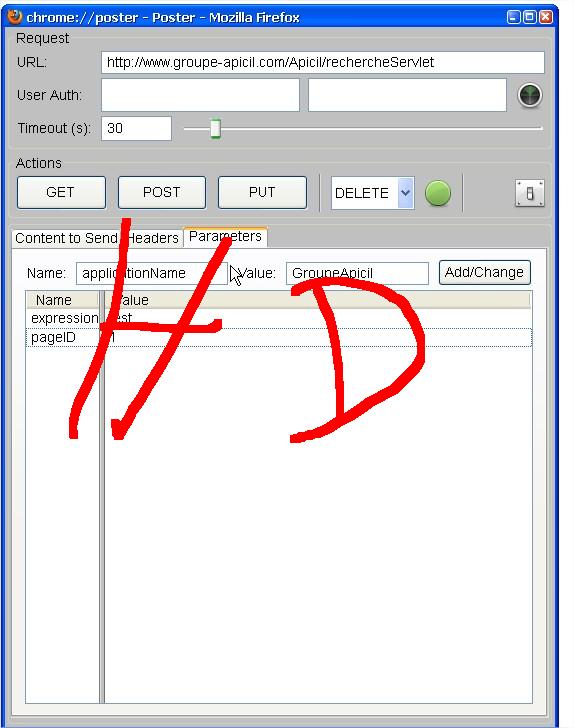 chrome://poster - Poster - Mozilla Firefox
Request
URL: http://www.groupe-apicil.com/Apicil/rechercheServlet
User Auth:
Timeout (s): 30
Actions
GET POST PUT DELETE
Content to Send Headers Parameters
Name: applicationName Value: GroupeApicil Add/Change
Name Value
expression test
pageID 1
HD